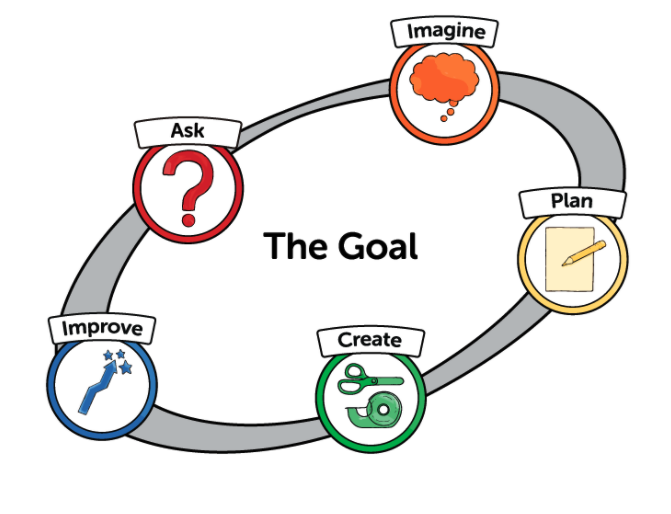 Imagine
Ask
Plan
The Goal
Improve
Create